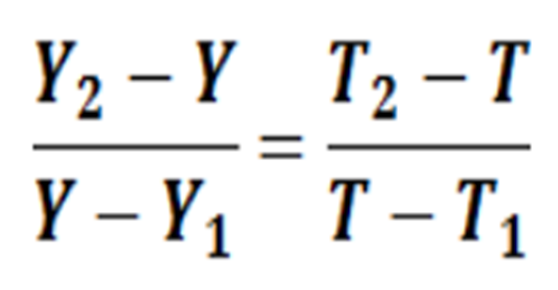 Y₂ − Y / Y − Y₁ = T₂ − T / T − T₁